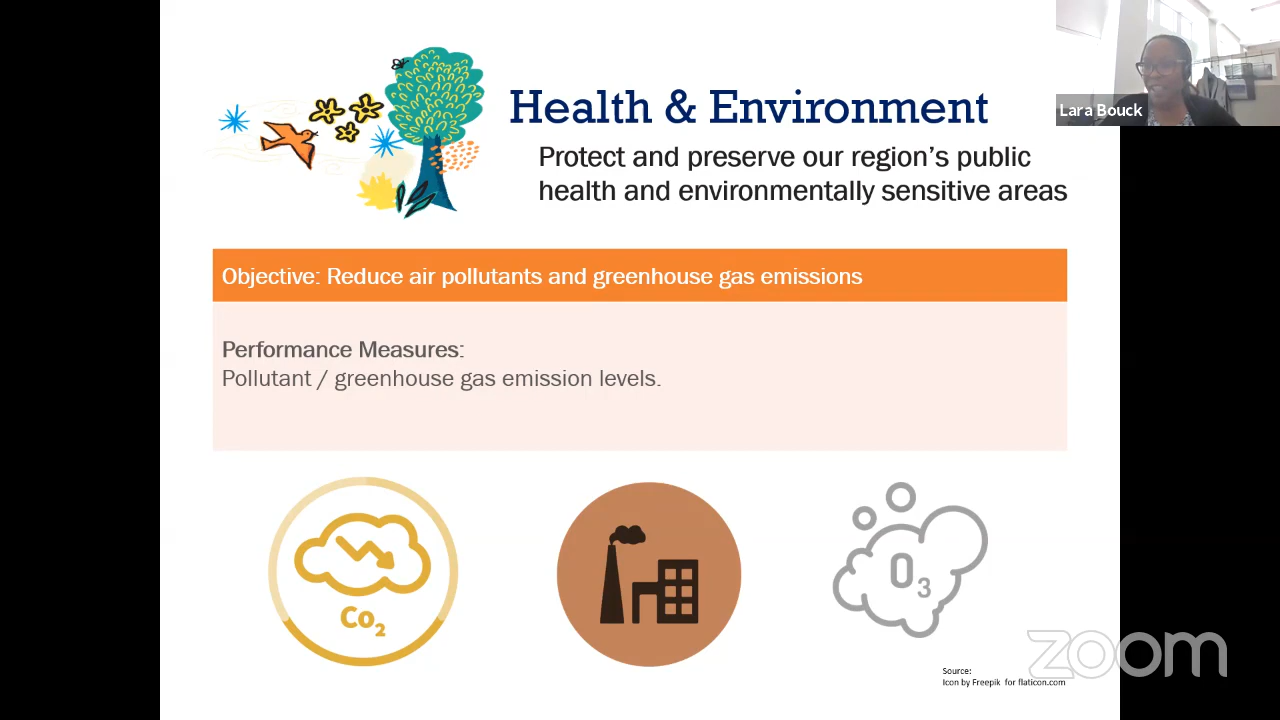 Health & Environment
Lara Bouck
Protect and preserve our region's public
health and environmentally sensitive areas
Objective: Reduce air pollutants and greenhouse gas emissions
Performance Measures:
Pollutant / greenhouse gas emission levels.
Co2
O3
Source:
Icon by Freepik for flaticon.com
zoom